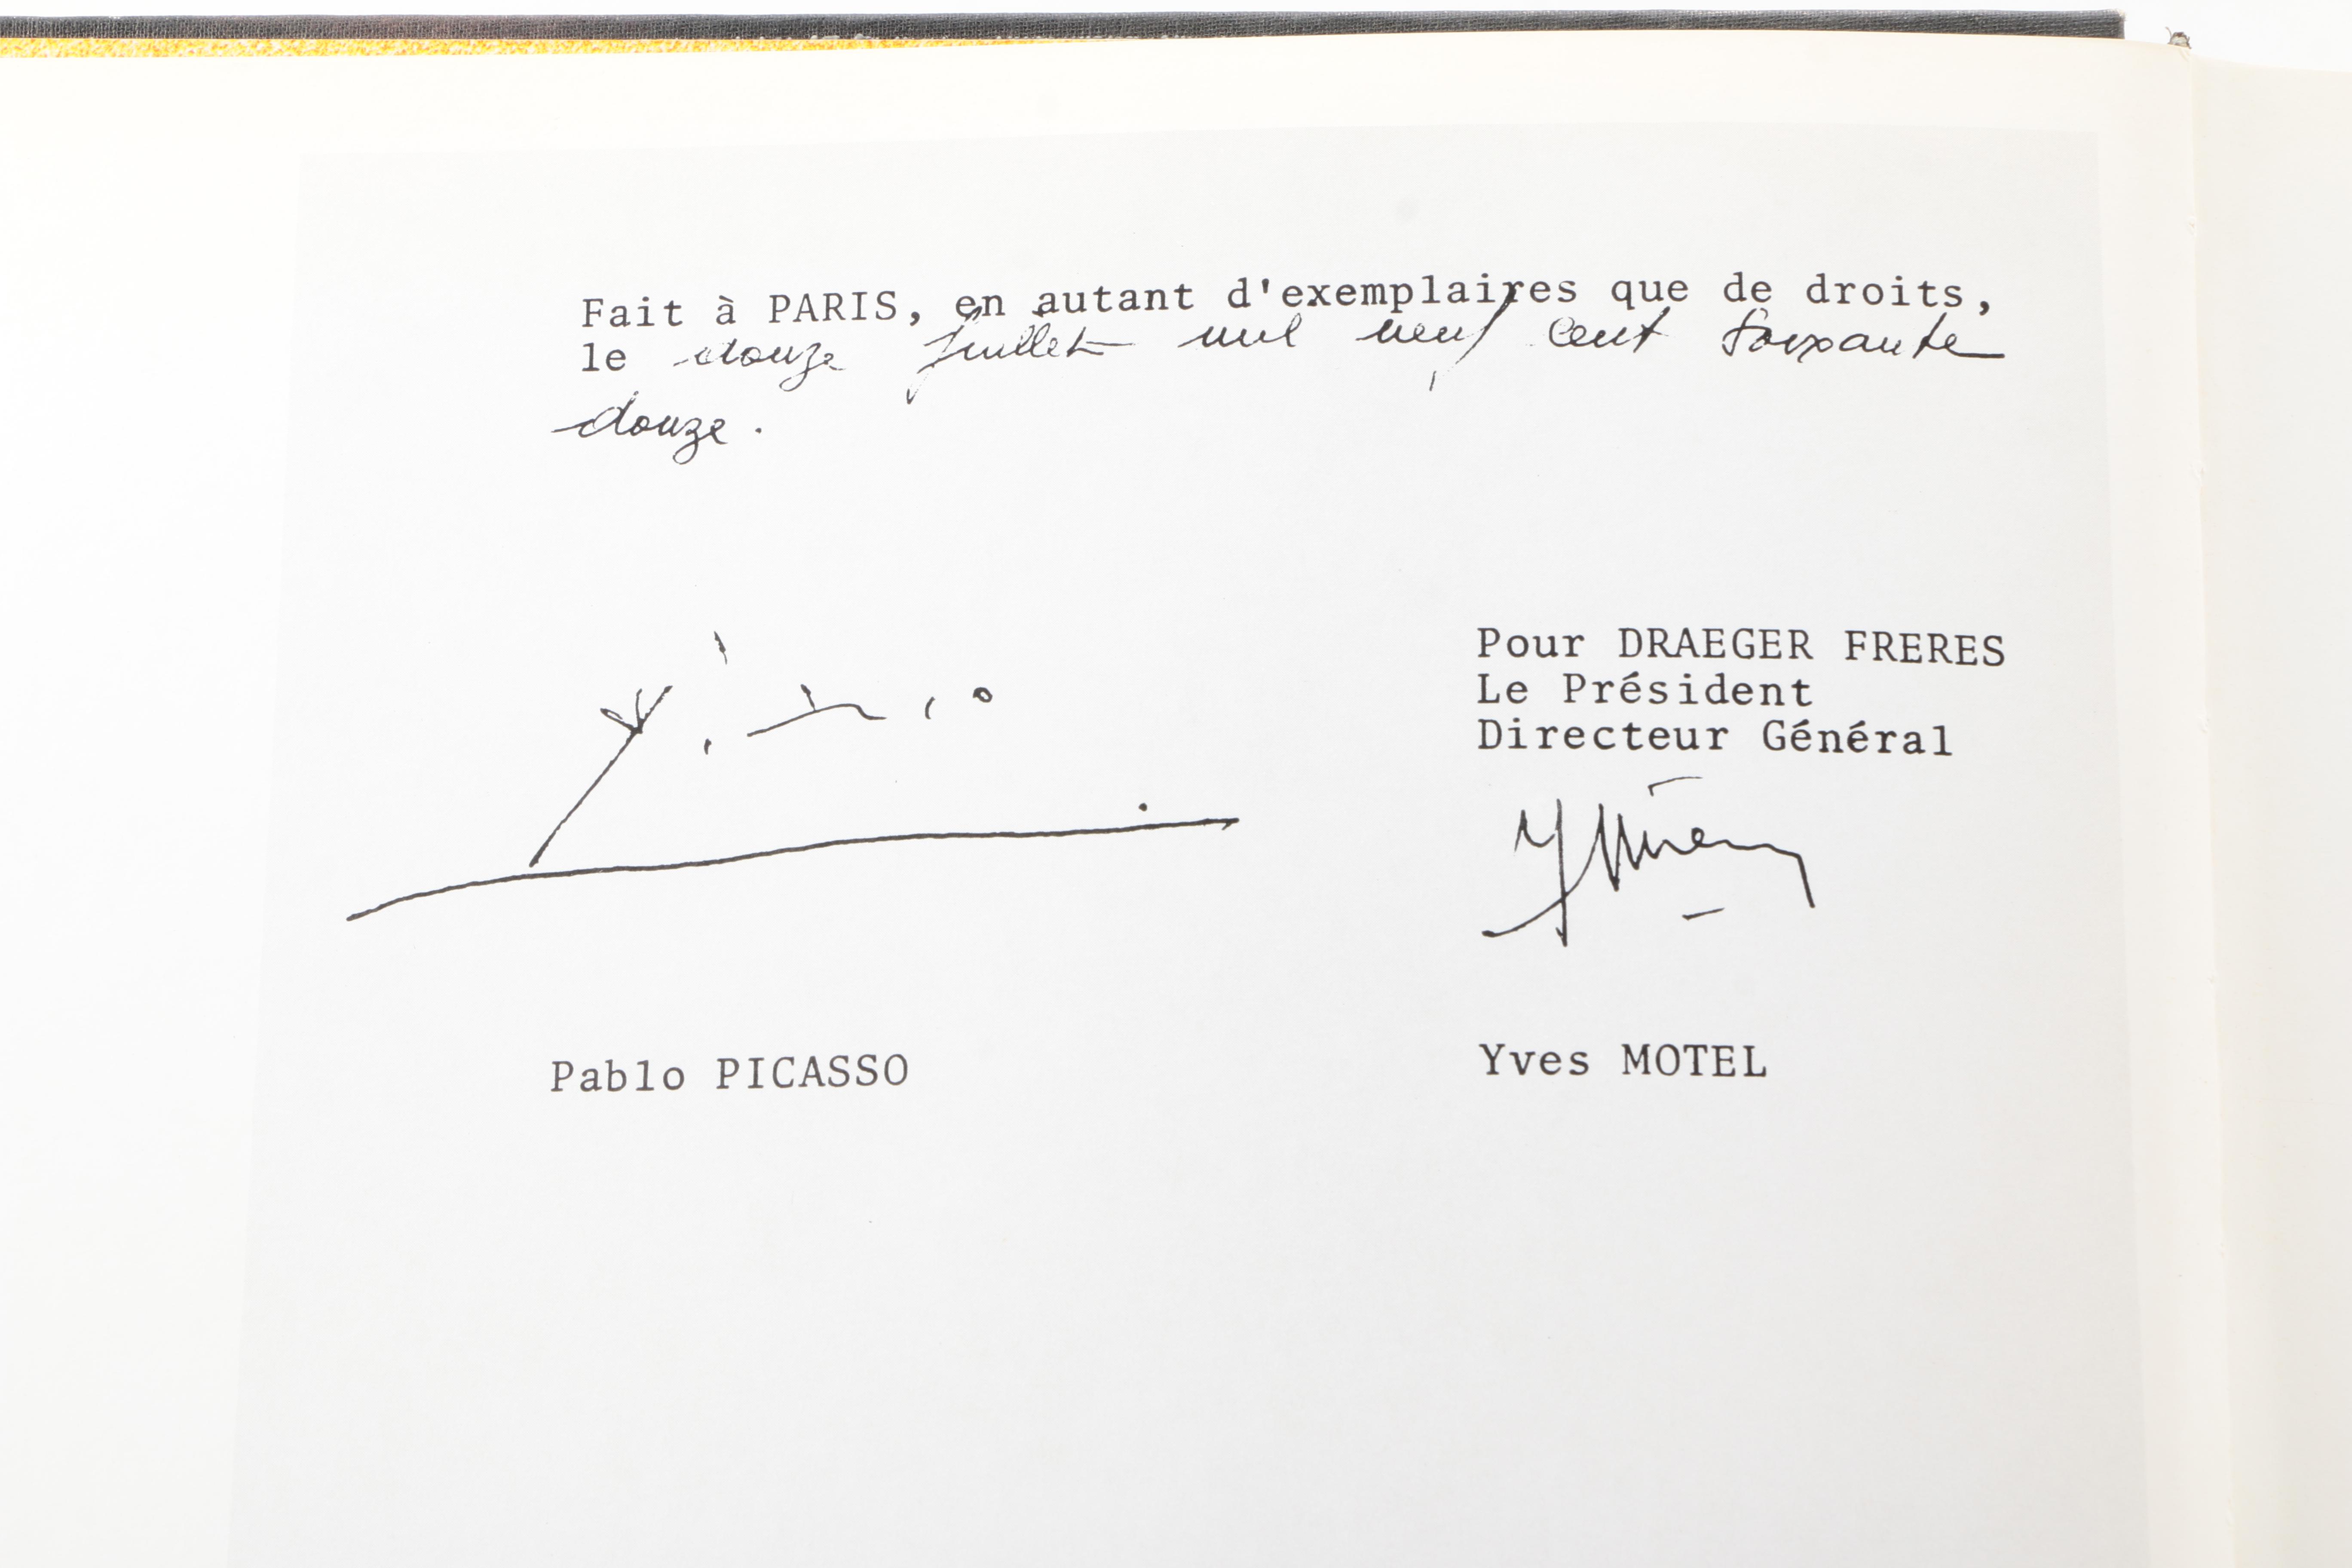 Fait à PARIS, en autant d'exemplaires que de droits,
le douze juillet mil neuf cent soixante
douze.
Pour DRAEGER FRERES
Le Président
Directeur Général
Pablo PICASSO
Yves MOTEL